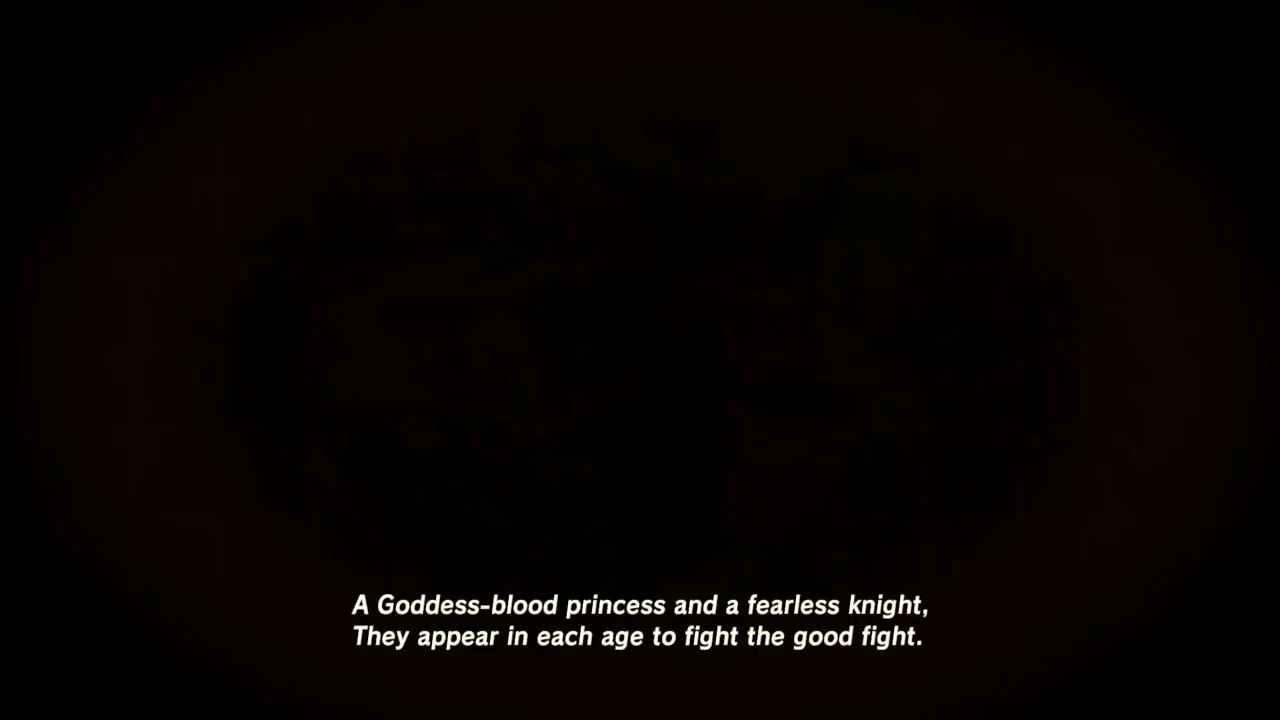 A Goddess-blood princess and a fearless knight,
They appear in each age to fight the good fight.